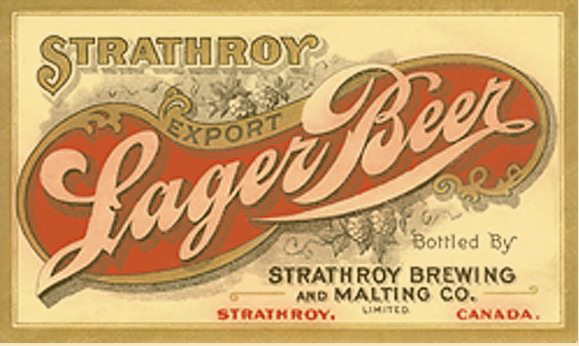 STRATHROY
EXPORT
Lager Beer
Bottled By
STRATHROY BREWING
AND MALTING CO.
LIMITED.
STRATHROY, CANADA.